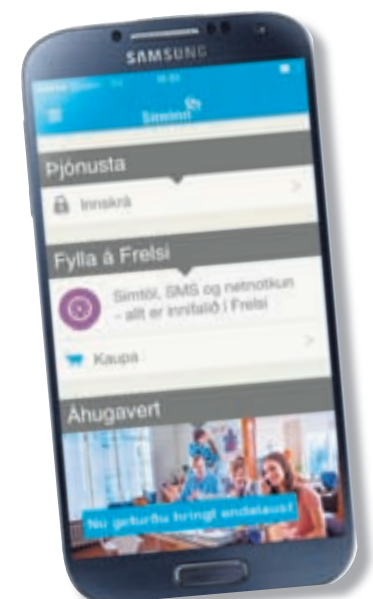 SAMSUNG
Síminn
Þjónusta
Innskrá
Fylla á Frelsi
Símtöl, SMS og netnotkun
– allt er innifalið í Frelsi
Kaupa
Áhugavert
Nú geturðu hringt endalaust